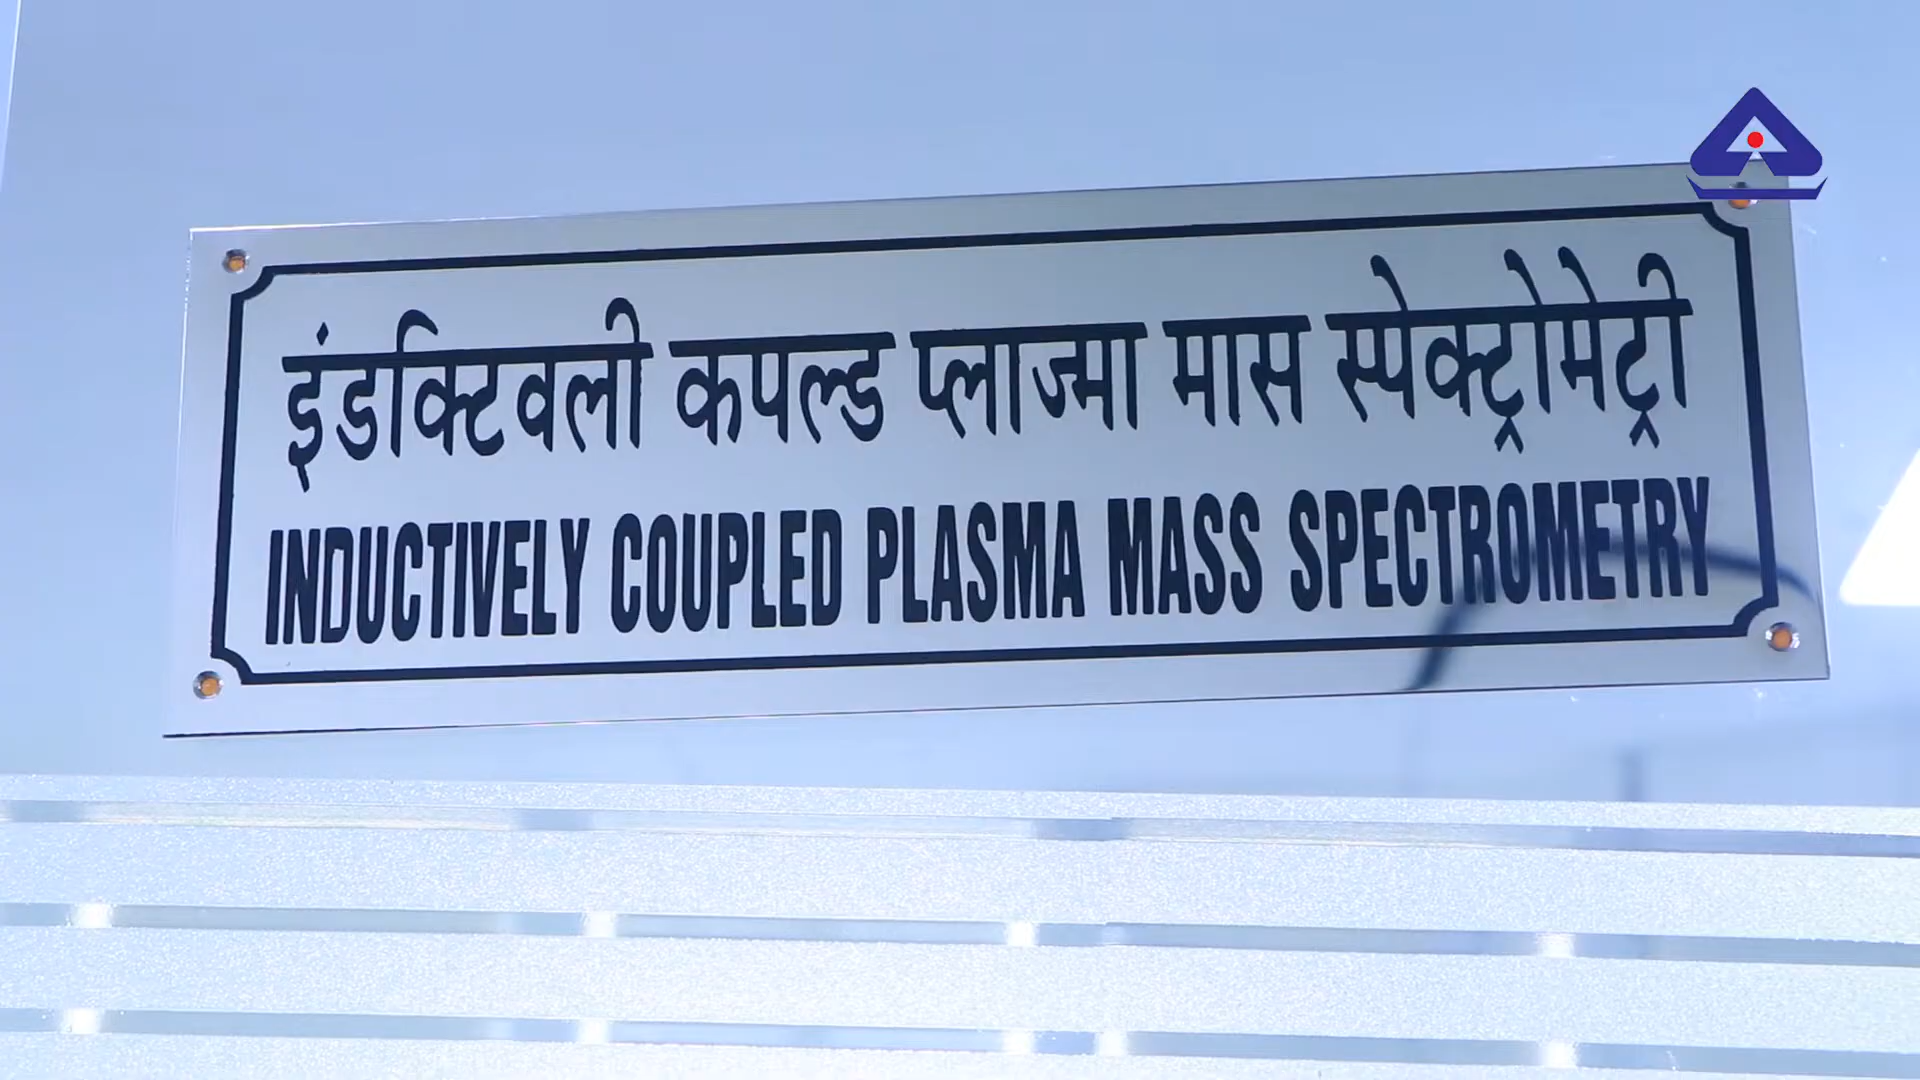 इंडक्टिवली कपल्ड प्लाज्मा मास स्पेक्ट्रोमेट्री
INDUCTIVELY COUPLED PLASMA MASS SPECTROMETRY